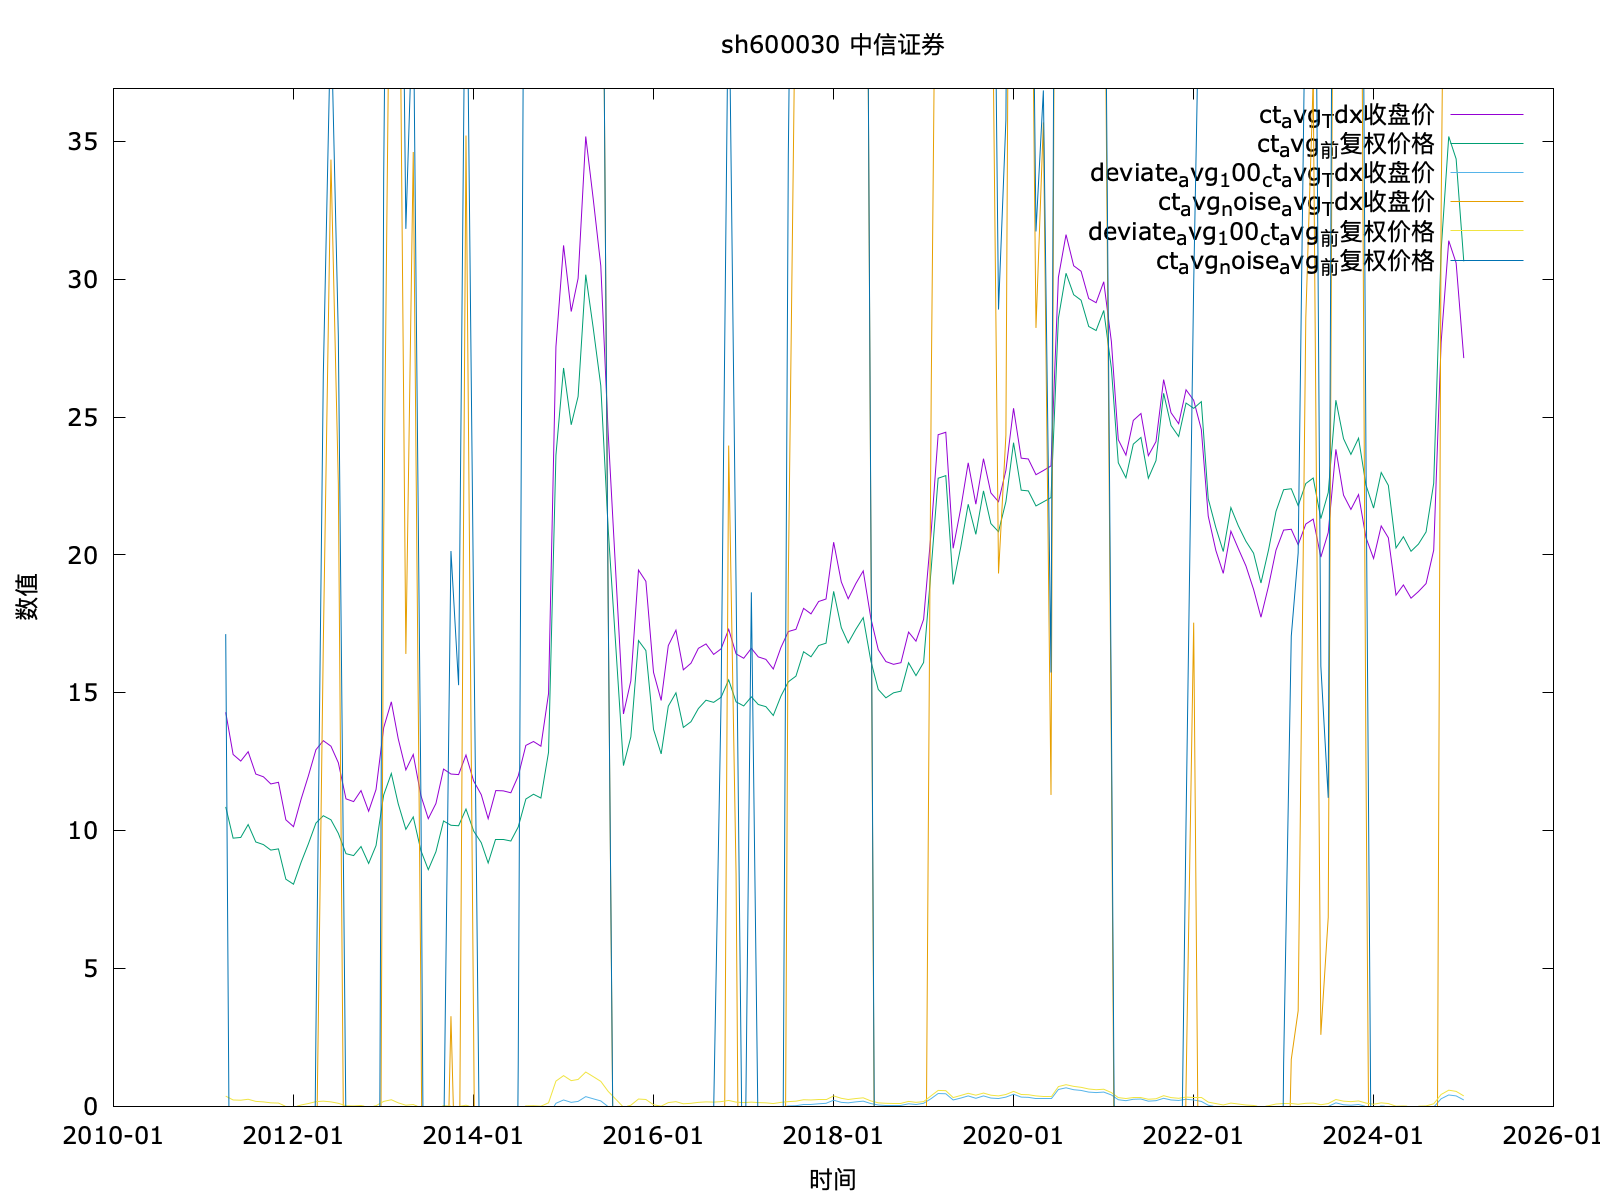 sh600030 中信证券
ct_avg_Tdx收盘价
ct_avg_前复权价格
deviate_avg_100_ct_avg_Tdx收盘价
ct_avg_noise_avg_Tdx收盘价
deviate_avg_100_ct_avg_前复权价格
ct_avg_noise_avg_前复权价格
35
30
25
20
15
10
5
0
数值
2010-01 2012-01 2014-01 2016-01 2018-01 2020-01 2022-01 2024-01 2026-01
时间